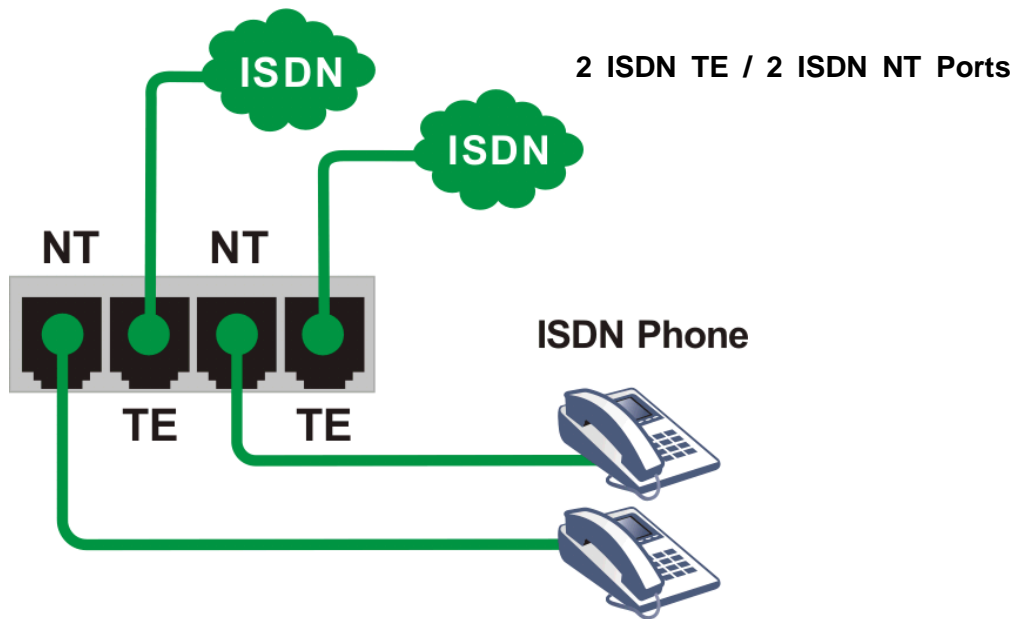 ISDN
2 ISDN TE / 2 ISDN NT Ports
ISDN
NT NT
ISDN Phone
TE TE